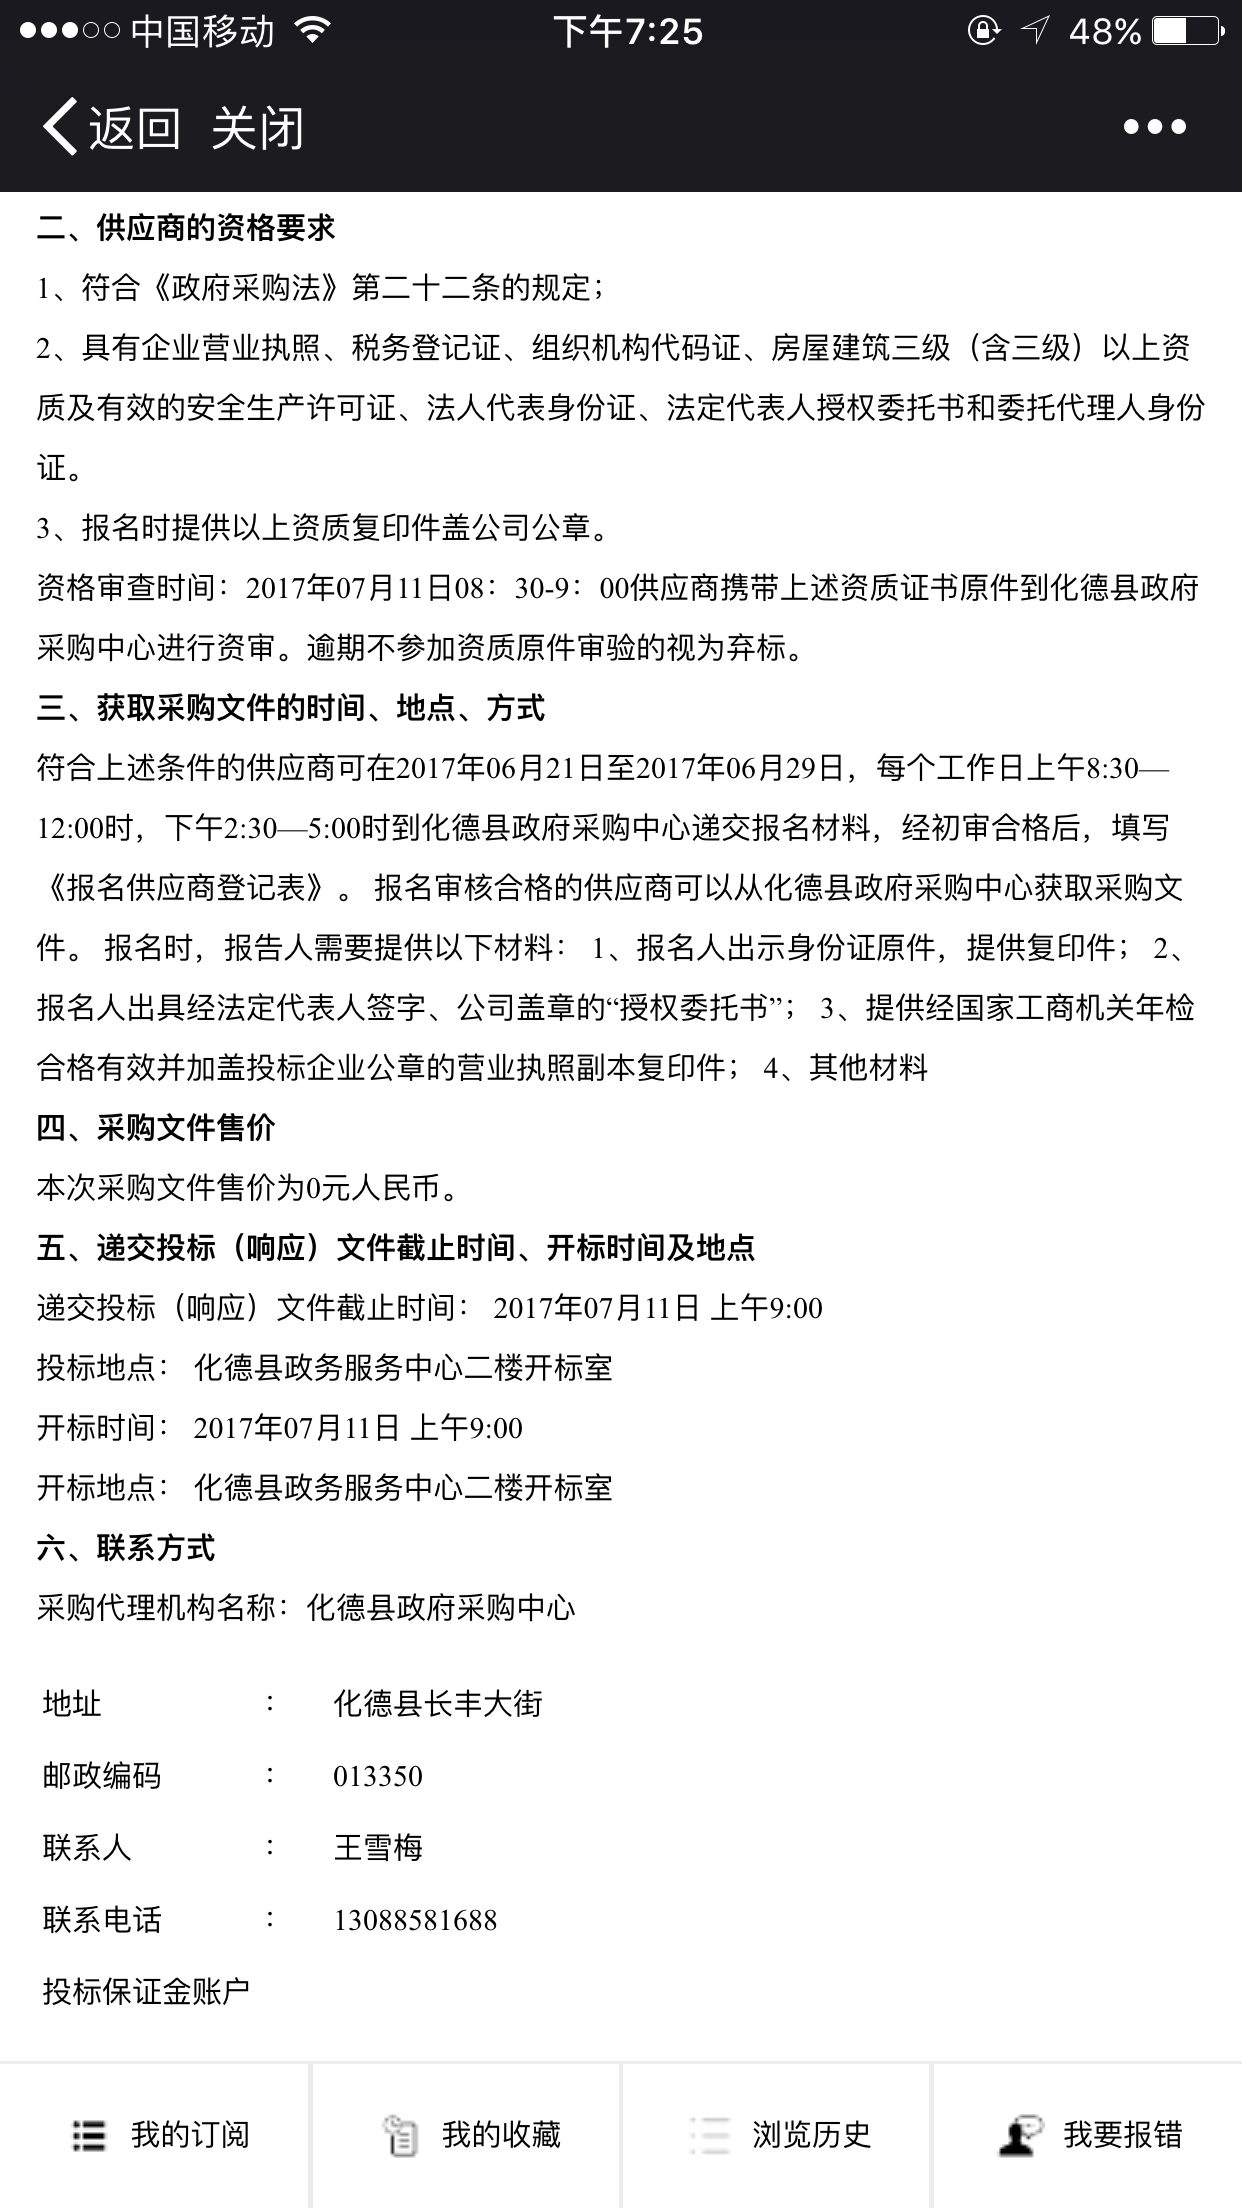 中国移动 下午7:25 48%
返回 关闭
二、供应商的资格要求
1、符合《政府采购法》第二十二条的规定；
2、具有企业营业执照、税务登记证、组织机构代码证、房屋建筑三级（含三级）以上资
质及有效的安全生产许可证、法人代表身份证、法定代表人授权委托书和委托代理人身份
证。
3、报名时提供以上资质复印件盖公司公章。
资格审查时间：2017年07月11日08：30-9：00供应商携带上述资质证书原件到化德县政府
采购中心进行资审。逾期不参加资质原件审验的视为弃标。
三、获取采购文件的时间、地点、方式
符合上述条件的供应商可在2017年06月21日至2017年06月29日，每个工作日上午8:30—
12:00时，下午2:30—5:00时到化德县政府采购中心递交报名材料，经初审合格后，填写
《报名供应商登记表》。 报名审核合格的供应商可以从化德县政府采购中心获取采购文
件。 报名时，报告人需要提供以下材料： 1、报名人出示身份证原件，提供复印件； 2、
报名人出具经法定代表人签字、公司盖章的“授权委托书”； 3、提供经国家工商机关年检
合格有效并加盖投标企业公章的营业执照副本复印件； 4、其他材料
四、采购文件售价
本次采购文件售价为0元人民币。
五、递交投标（响应）文件截止时间、开标时间及地点
递交投标（响应）文件截止时间： 2017年07月11日 上午9:00
投标地点： 化德县政务服务中心二楼开标室
开标时间： 2017年07月11日 上午9:00
开标地点： 化德县政务服务中心二楼开标室
六、联系方式
采购代理机构名称：化德县政府采购中心
地址 ： 化德县长丰大街
邮政编码 ： 013350
联系人 ： 王雪梅
联系电话 ： 13088581688
投标保证金账户
我的订阅 我的收藏 浏览历史 我要报错